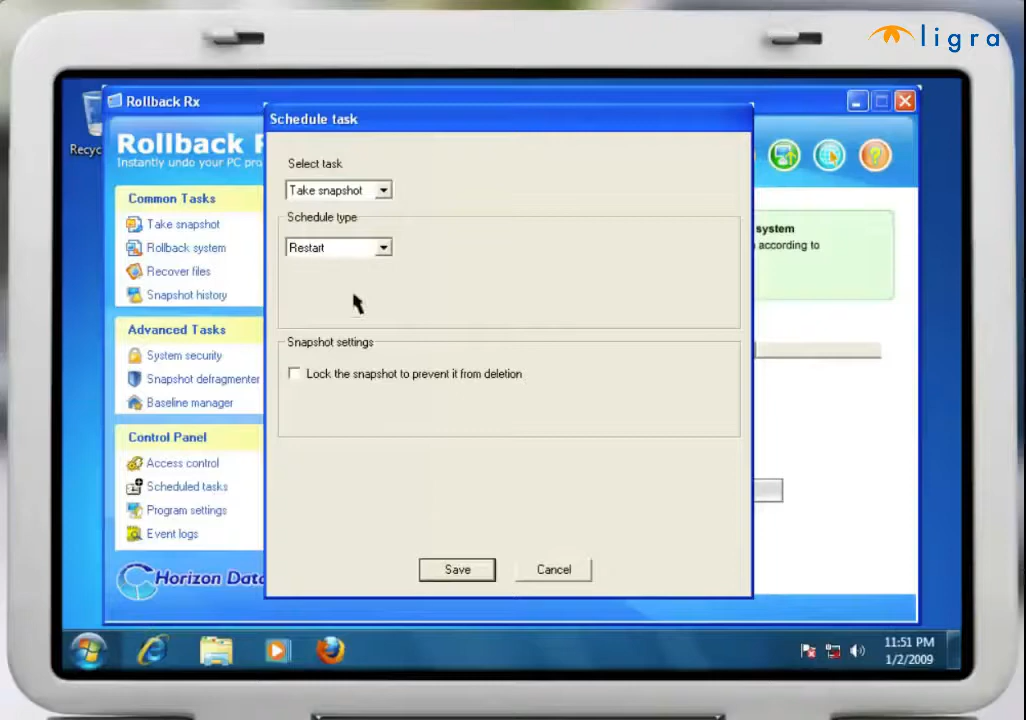 ligra
Rollback Rx
Schedule task
Rollback
Instantly undo your PC pro
Recyc
Common Tasks
Take snapshot
Rollback system
Recover files
Snapshot history
Advanced Tasks
System security
Snapshot defragmenter
Baseline manager
Control Panel
Access control
Scheduled tasks
Program settings
Event logs
Horizon Data
Select task
Take snapshot
Schedule type
Restart
Snapshot settings
Lock the snapshot to prevent it from deletion
Save
Cancel
system
according to
11:51 PM
1/2/2009